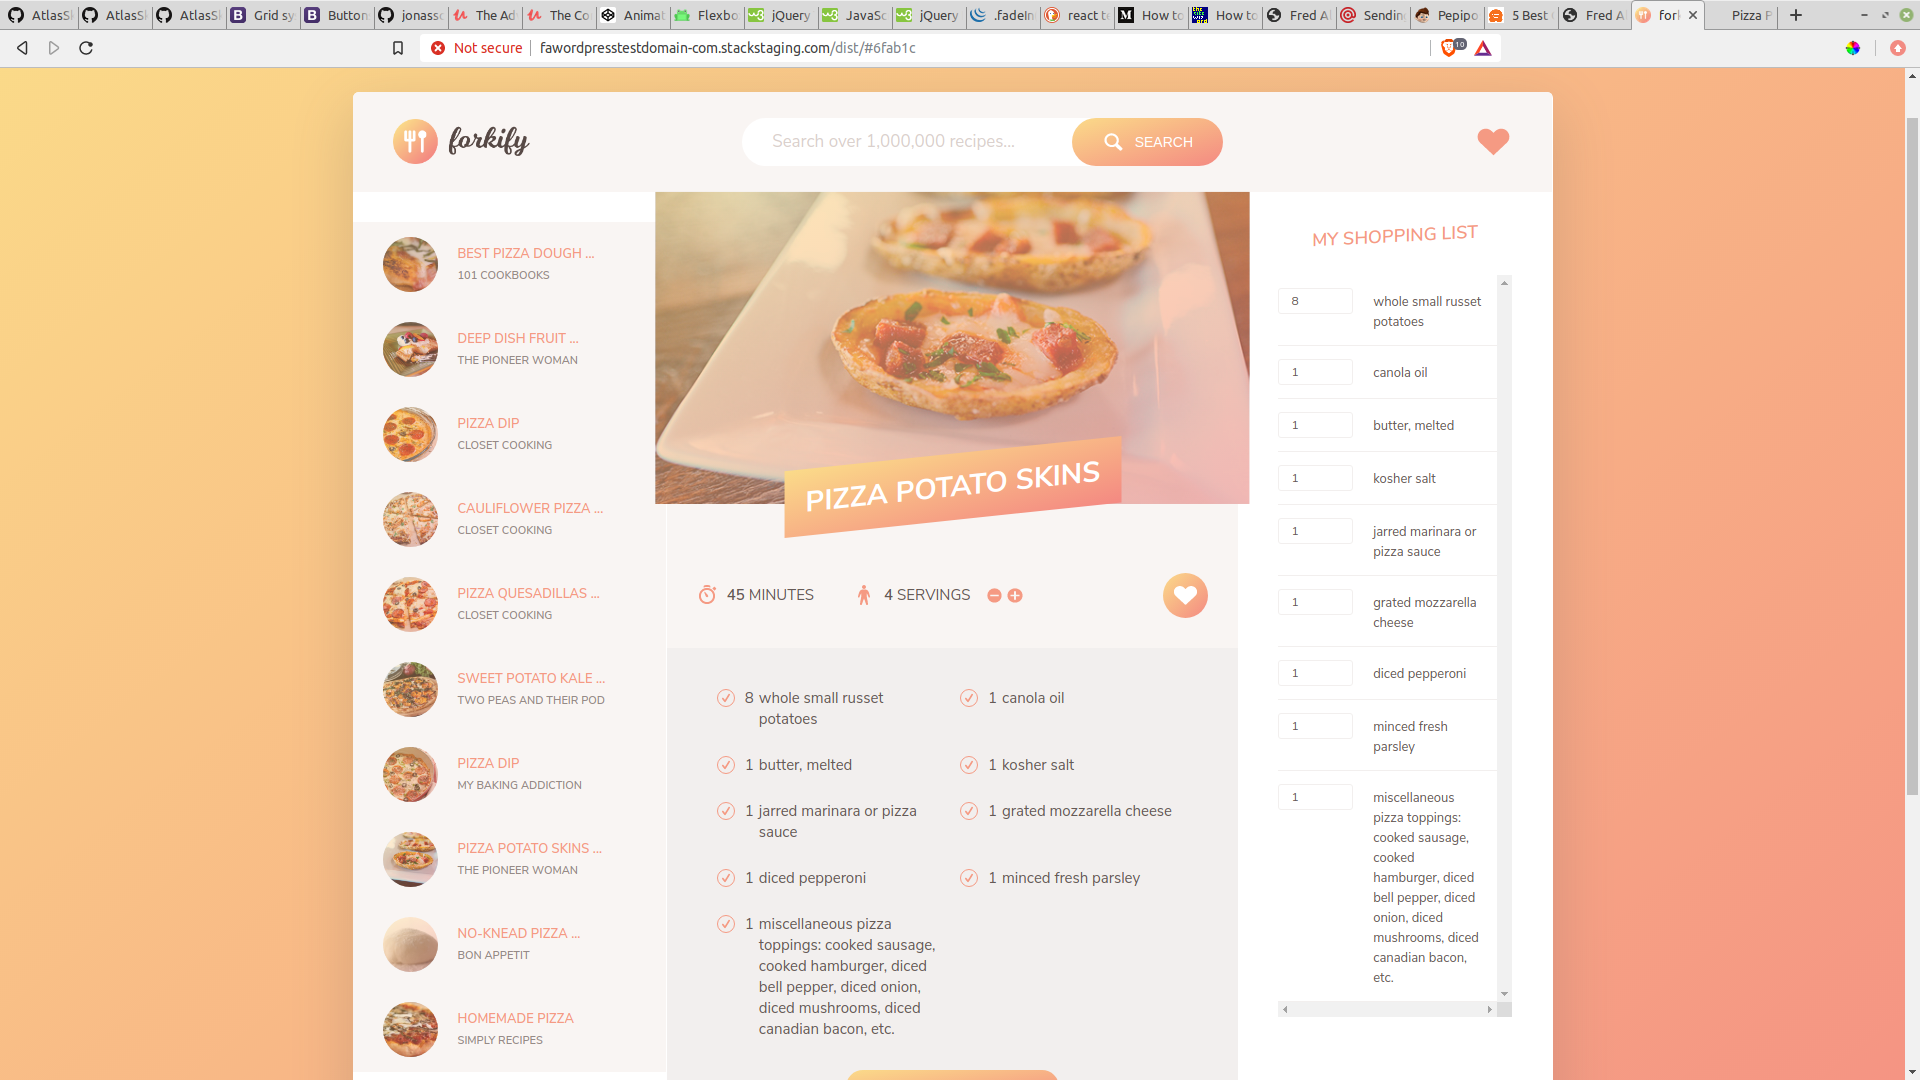 AtlasSk
AtlasSk
AtlasSk
Grid sy
Button
jonass
The Ad
The Co
Animat
Flexbo
jQuery
JavaSc
jQuery
.fadeIn
react te
How to
How to
Fred Al
Sending
Pepipo
5 Best
Fred Al
fork
Pizza P
Not secure
fawordpresstestdomain-com.stackstaging.com/dist/#6fab1c
10
forkify
Search over 1,000,000 recipes...
SEARCH
BEST PIZZA DOUGH ...
101 COOKBOOKS
DEEP DISH FRUIT ...
THE PIONEER WOMAN
PIZZA DIP
CLOSET COOKING
CAULIFLOWER PIZZA ...
CLOSET COOKING
PIZZA QUESADILLAS ...
CLOSET COOKING
SWEET POTATO KALE ...
TWO PEAS AND THEIR POD
PIZZA DIP
MY BAKING ADDICTION
PIZZA POTATO SKINS ...
THE PIONEER WOMAN
NO-KNEAD PIZZA ...
BON APPETIT
HOMEMADE PIZZA
SIMPLY RECIPES
PIZZA POTATO SKINS
45 MINUTES
4 SERVINGS
8 whole small russet
potatoes
1 canola oil
1 butter, melted
1 kosher salt
1 jarred marinara or pizza
sauce
1 grated mozzarella cheese
1 diced pepperoni
1 minced fresh parsley
1 miscellaneous pizza
toppings: cooked sausage,
cooked hamburger, diced
bell pepper, diced onion,
diced mushrooms, diced
canadian bacon, etc.
MY SHOPPING LIST
8 whole small russet
potatoes
1 canola oil
1 butter, melted
1 kosher salt
1 jarred marinara or
pizza sauce
1 grated mozzarella
cheese
1 diced pepperoni
1 minced fresh
parsley
1 miscellaneous
pizza toppings:
cooked sausage,
cooked
hamburger, diced
bell pepper, diced
onion, diced
mushrooms, diced
canadian bacon,
etc.